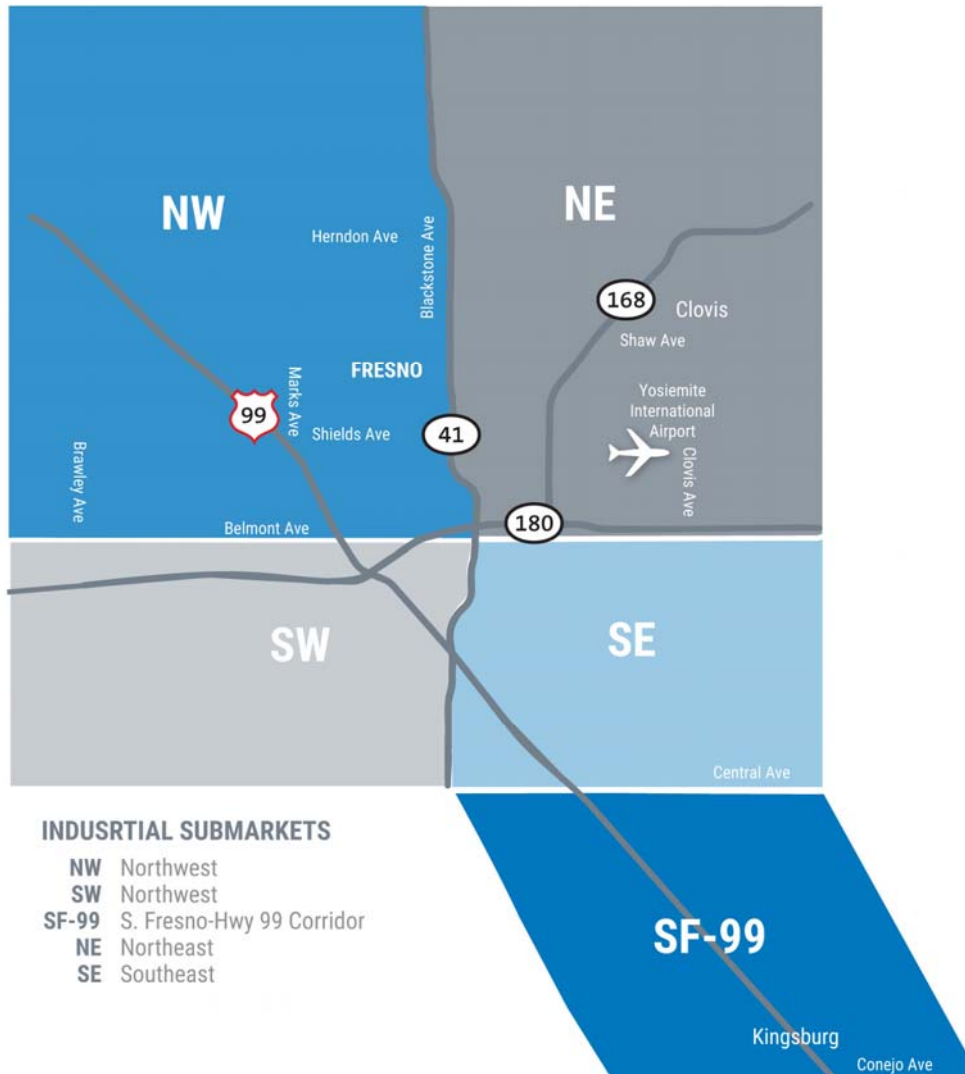 NW
NE
Herndon Ave
Blackstone Ave
168
Clovis
Shaw Ave
FRESNO
Marks Ave
99
Shields Ave
41
Yosiemite
International
Airport
Clovis Ave
Brawley Ave
Belmont Ave
180
SW
SE
Central Ave
INDUSRTIAL SUBMARKETS
NW Northwest
SW Northwest
SF-99 S. Fresno-Hwy 99 Corridor
NE Northeast
SE Southeast
SF-99
Kingsburg
Conejo Ave